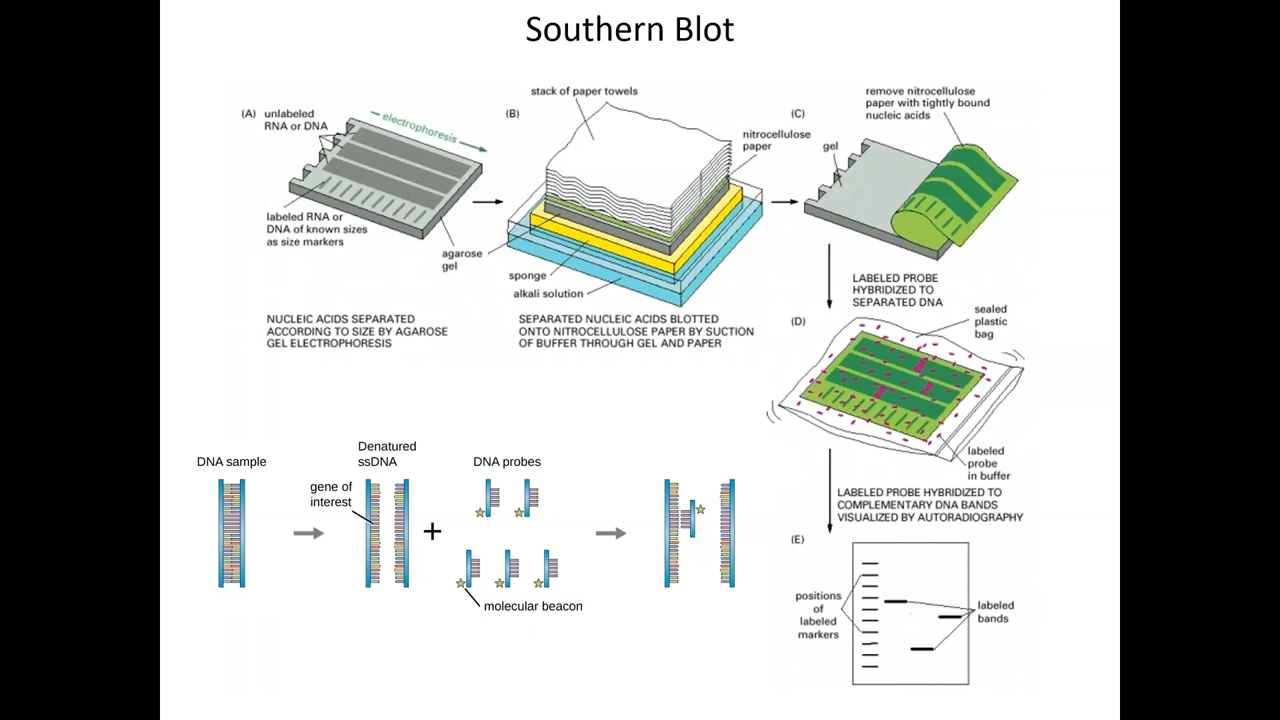 Southern Blot
(A)
unlabeled
RNA or DNA
electrophoresis
labeled RNA or
DNA of known sizes
as size markers
agarose
gel
NUCLEIC ACIDS SEPARATED
ACCORDING TO SIZE BY AGAROSE
GEL ELECTROPHORESIS
(B)
stack of paper towels
nitrocellulose
paper
sponge
alkali solution
SEPARATED NUCLEIC ACIDS BLOTTED
ONTO NITROCELLULOSE PAPER BY SUCTION
OF BUFFER THROUGH GEL AND PAPER
(C)
remove nitrocellulose
paper with tightly bound
nucleic acids
gel
LABELED PROBE
HYBRIDIZED TO
SEPARATED DNA
(D)
sealed
plastic
bag
labeled
probe
in buffer
LABELED PROBE HYBRIDIZED TO
COMPLEMENTARY DNA BANDS
VISUALIZED BY AUTORADIOGRAPHY
(E)
positions
of
labeled
markers
labeled
bands
DNA sample
Denatured
ssDNA
gene of
interest
+
DNA probes
molecular beacon